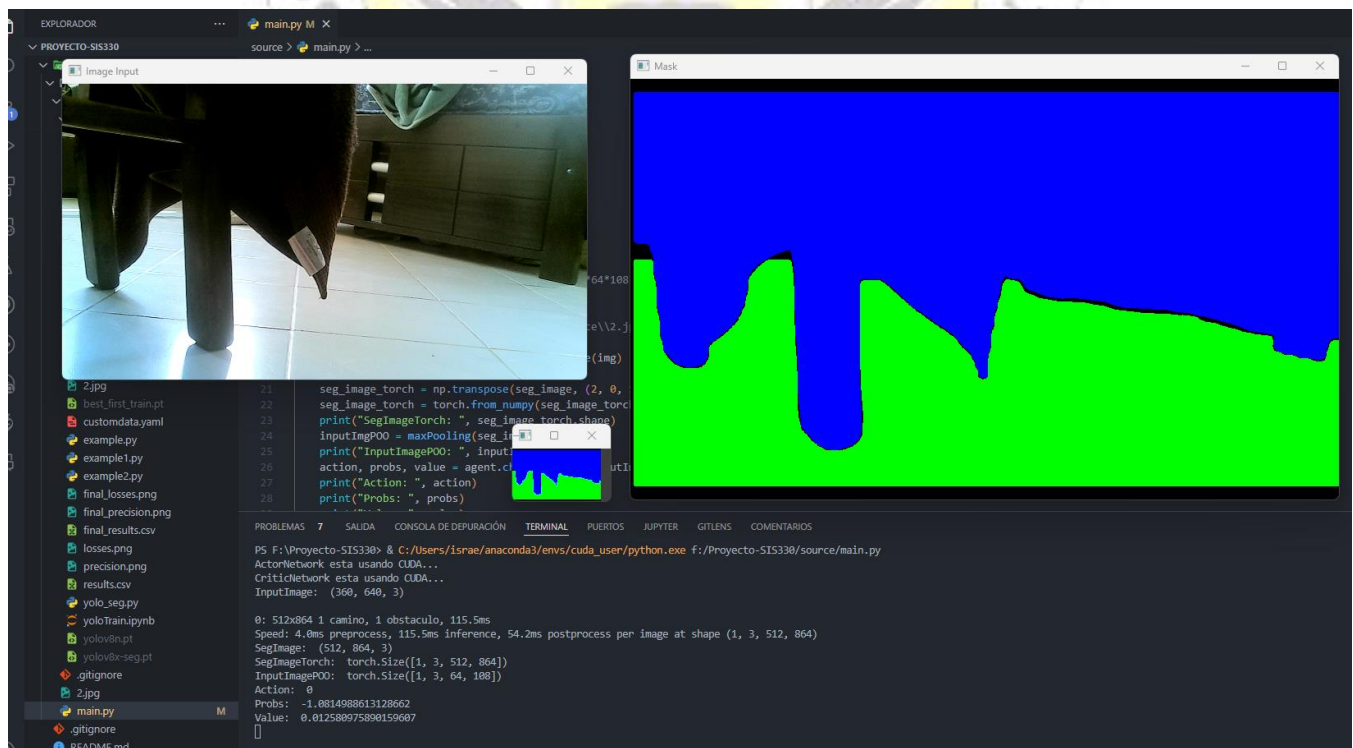 EXPLORADOR ...
main.py M ×
PROYECTO-SIS330
source > main.py > ...
Image Input
Mask
1
*64*108
e\\2.j
e(img)
2.jpg
21 seg_image_torch = np.transpose(seg_image, (2, 0,
best_first_train.pt
22 seg_image_torch = torch.from_numpy(seg_image_torc
customdata.yaml
23 print("SegImageTorch: ", seg_image_torch.shape)
example.py
24 inputImgPOO = maxPooling(seg_i
example1.py
25 print("InputImagePOO: ", input
example2.py
26 action, probs, value = agent.c
utI
final_losses.png
27 print("Action: ", action)
final_precision.png
28 print("Probs: ", probs)
final_results.csv
losses.png
precision.png
results.csv
yolo_seg.py
yoloTrain.ipynb
yolov8n.pt
yolov8x-seg.pt
.gitignore
2.jpg
main.py M
.gitignore
README.md
PROBLEMAS 7 SALIDA CONSOLA DE DEPURACIÓN TERMINAL PUERTOS JUPYTER GITLENS COMENTARIOS
PS F:\Proyecto-SIS330> & C:/Users/israe/anaconda3/envs/cuda_user/python.exe f:/Proyecto-SIS330/source/main.py
ActorNetwork esta usando CUDA...
CriticNetwork esta usando CUDA...
InputImage: (360, 640, 3)
0: 512x864 1 camino, 1 obstaculo, 115.5ms
Speed: 4.0ms preprocess, 115.5ms inference, 54.2ms postprocess per image at shape (1, 3, 512, 864)
SegImage: (512, 864, 3)
SegImageTorch: torch.Size([1, 3, 512, 864])
InputImagePOO: torch.Size([1, 3, 64, 108])
Action: 0
Probs: -1.0814988613128662
Value: 0.012580975890159607